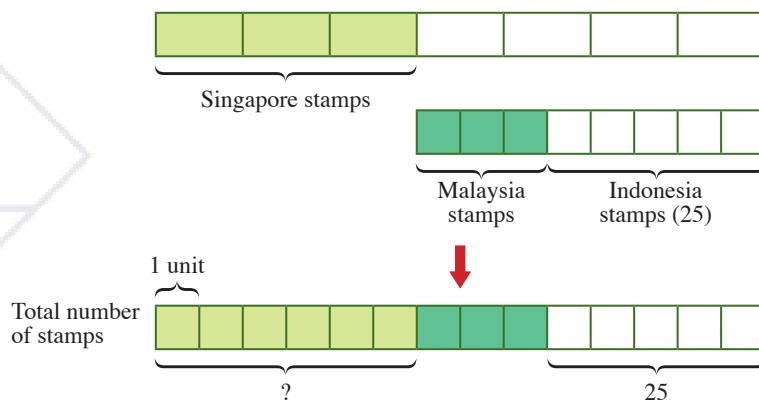 Singapore stamps
Malaysia
stamps
Indonesia
stamps (25)
1 unit
Total number
of stamps
?
25